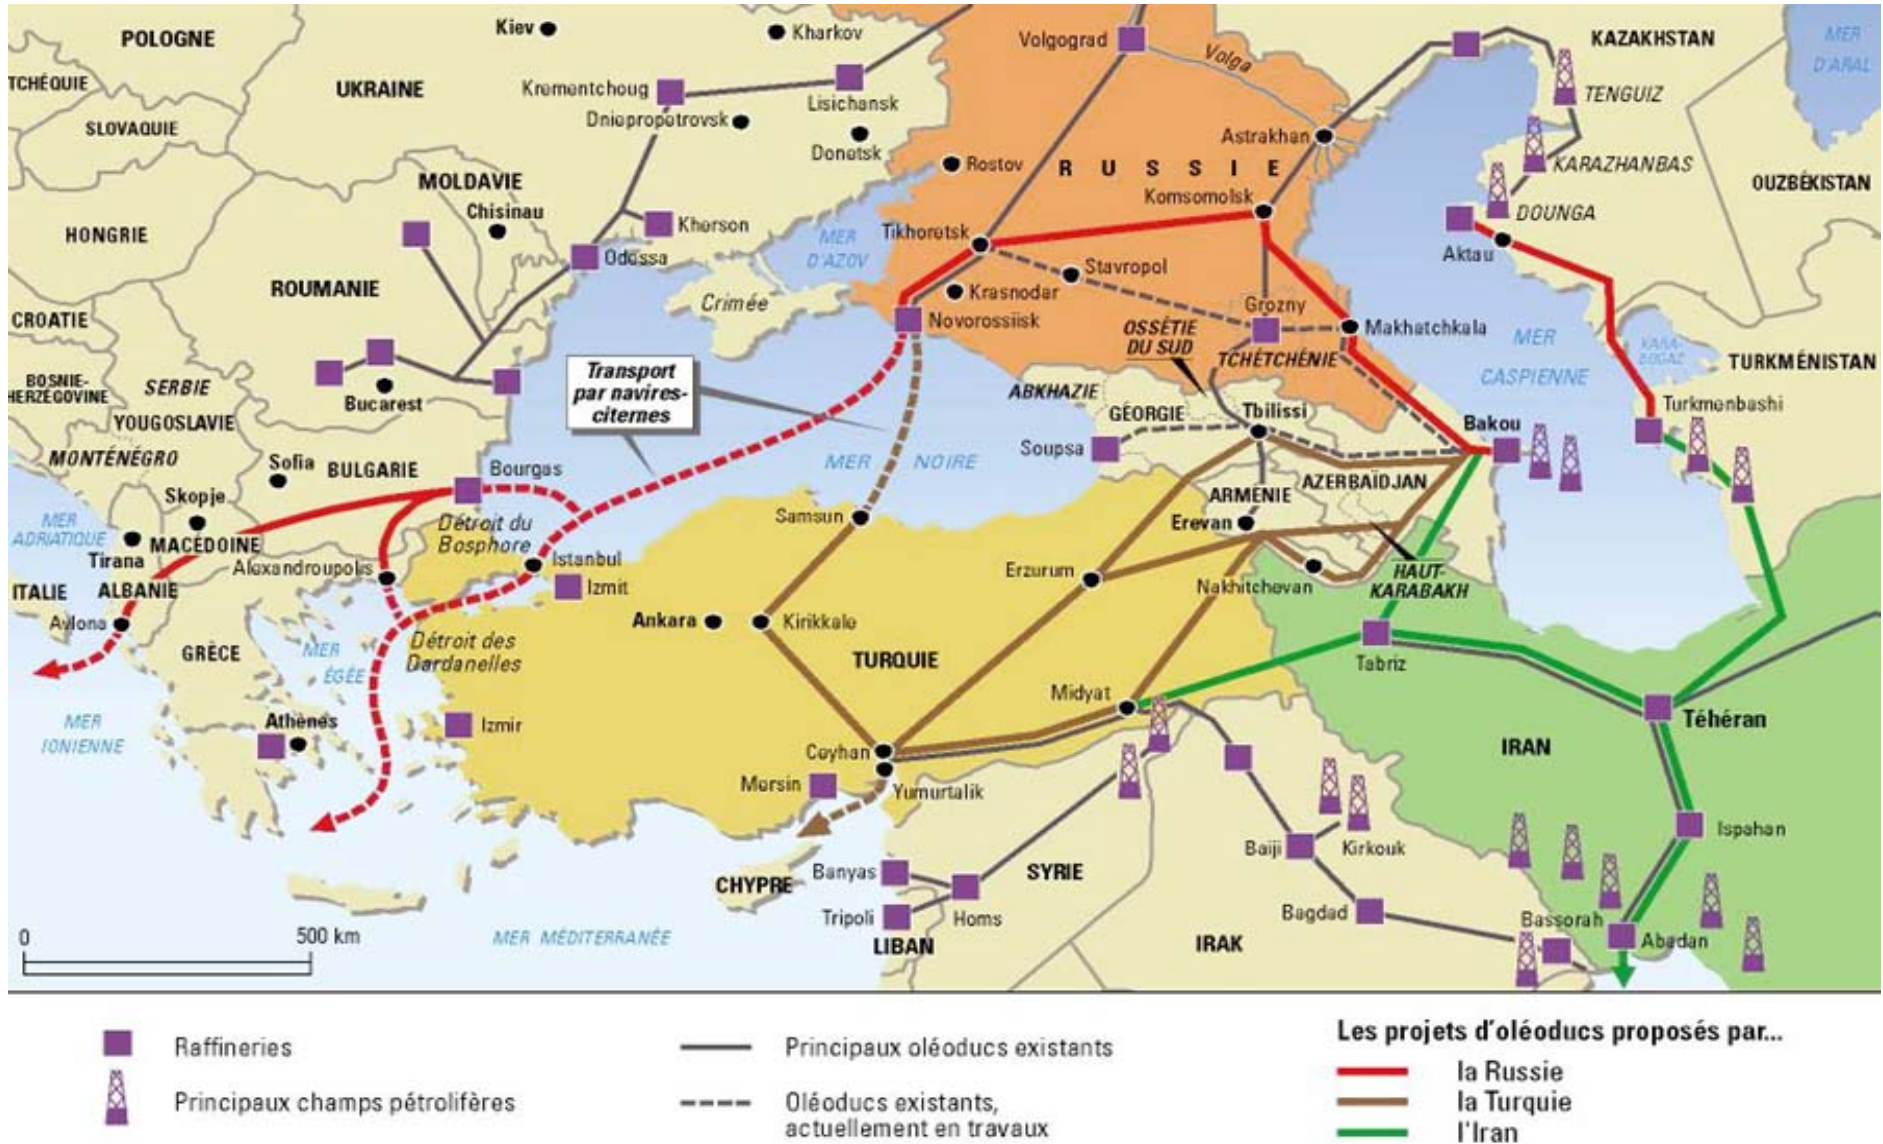 POLOGNE
Kiev
Kharkov
Volgograd
Volga
KAZAKHSTAN
MER
D'ARAL
TCHÉQUIE
UKRAINE
Krementchoug
Lisichansk
TENGUIZ
SLOVAQUIE
Dniepropetrovsk
Donetsk
Rostov
RUSSIE
Astrakhan
KARAZHANBAS
MOLDAVIE
Chisinau
Komsomolsk
DOUNGA
OUZBÉKISTAN
HONGRIE
Kherson
MER
D'AZOV
Tikhoretsk
Aktau
Odessa
Stavropol
ROUMANIE
Crimée
Krasnodar
Grozny
CROATIE
Novorossiisk
OSSÉTIE
DU SUD
Makhatchkala
MER
CASPIENNE
KARA-
BOGAZ
TCHÉTCHÉNIE
TURKMÉNISTAN
BOSNIE-
HERZÉGOVINE
SERBIE
Bucarest
Transport
par navires-
citernes
ABKHAZIE
GÉORGIE
Tbilissi
Bakou
Turkmenbashi
YOUGOSLAVIE
MONTÉNÉGRO
Sofia
BULGARIE
Bourgas
MER NOIRE
Soupsa
AZERBAÏDJAN
ARMÉNIE
Skopje
Détroit du
Bosphore
Samsun
Erevan
MER
ADRIATIQUE
Tirana
MACÉDOINE
Alexandroupolis
Istanbul
Izmit
Erzurum
Nakhitchevan
HAUT-
KARABAKH
ITALIE
ALBANIE
Avlona
Ankara
Kirikkale
GRÈCE
MER
ÉGÉE
Détroit des
Dardanelles
TURQUIE
Tabriz
Midyat
MER
IONIENNE
Athènes
Izmir
Téhéran
Ceyhan
IRAN
Mersin
Yumurtalik
Ispahan
CHYPRE
Banyas
SYRIE
Baïji
Kirkouk
Tripoli
Homs
Bagdad
Bassorah
Abadan
LIBAN
IRAK
0
500 km
MER MÉDITERRANÉE
Raffineries
Principaux champs pétrolifères
Principaux oléoducs existants
Oléoducs existants,
actuellement en travaux
Les projets d'oléoducs proposés par...
la Russie
la Turquie
l'Iran